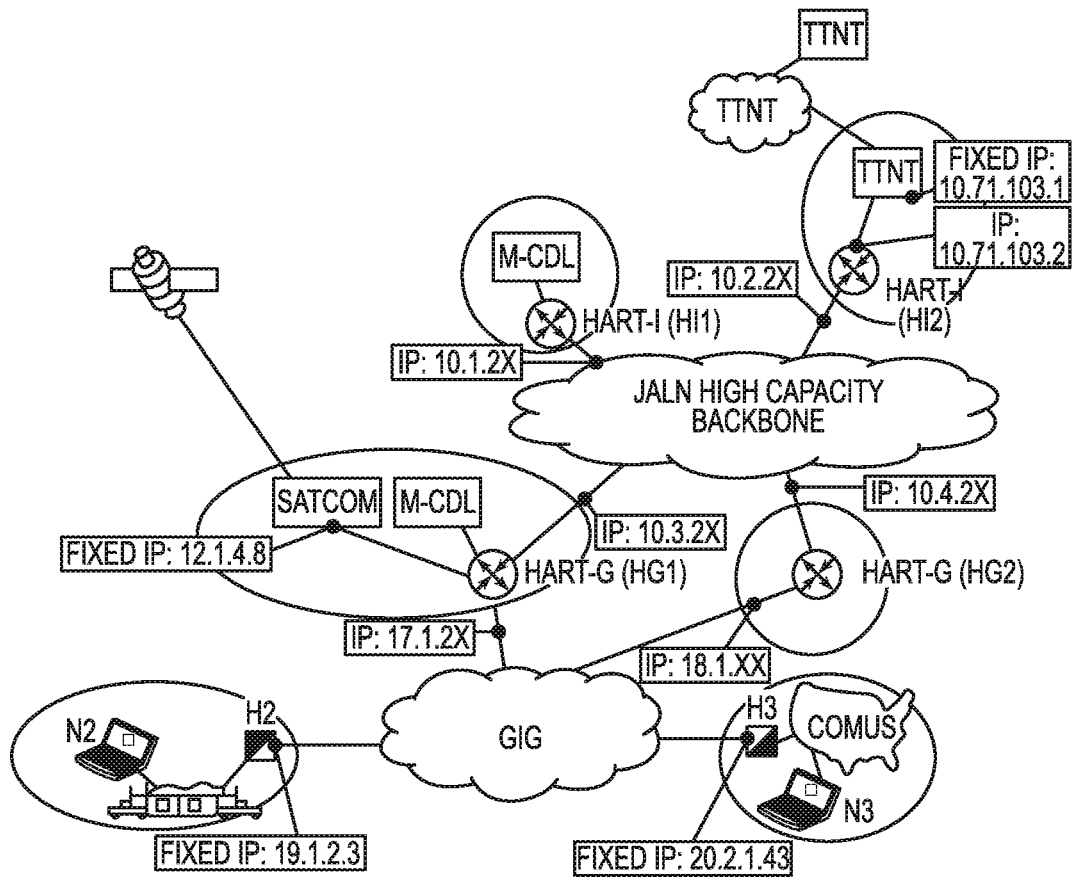 TTNT
TTNT
TTNT
FIXED IP:
10.71.103.1
IP:
10.71.103.2
M-CDL
IP: 10.2.2X
HART-I
(HI2)
HART-I (HI1)
IP: 10.1.2X
JALN HIGH CAPACITY
BACKBONE
SATCOM
M-CDL
IP: 10.4.2X
IP: 10.3.2X
FIXED IP: 12.1.4.8
HART-G (HG1)
HART-G (HG2)
IP: 17.1.2X
IP: 18.1.XX
N2
H2
GIG
H3
COMUS
N3
FIXED IP: 19.1.2.3
FIXED IP: 20.2.1.43